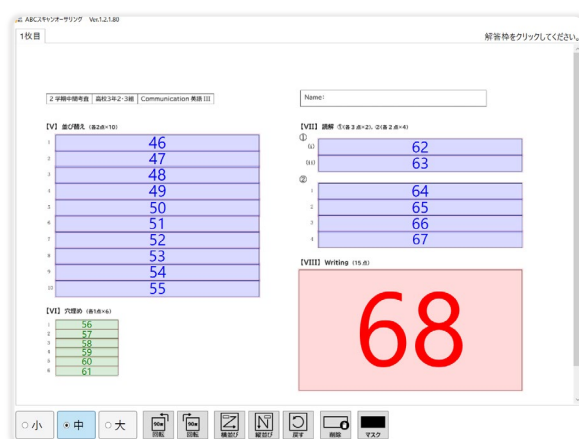 ABCスキャンオーサリング Ver.1.2.1.80
1枚目
解答枠をクリックしてください。
2学期中間考査 高校3年2・3組 Communication 英語 III
Name:
【V】 並び替え (各2点×10)
1 46
2 47
3 48
4 49
5 50
6 51
7 52
8 53
9 54
10 55
【VI】 穴埋め (各1点×6)
1 56
2 57
3 58
4 59
5 60
6 61
【VII】 読解 ①(各3点×2), ②(各2点×4)
①
(i) 62
(ii) 63
②
1 64
2 65
3 66
4 67
【VIII】 Writing (15点)
68
小 中 大
90° 回転
90° 回転
横並び
縦並び
戻す
削除
マスク